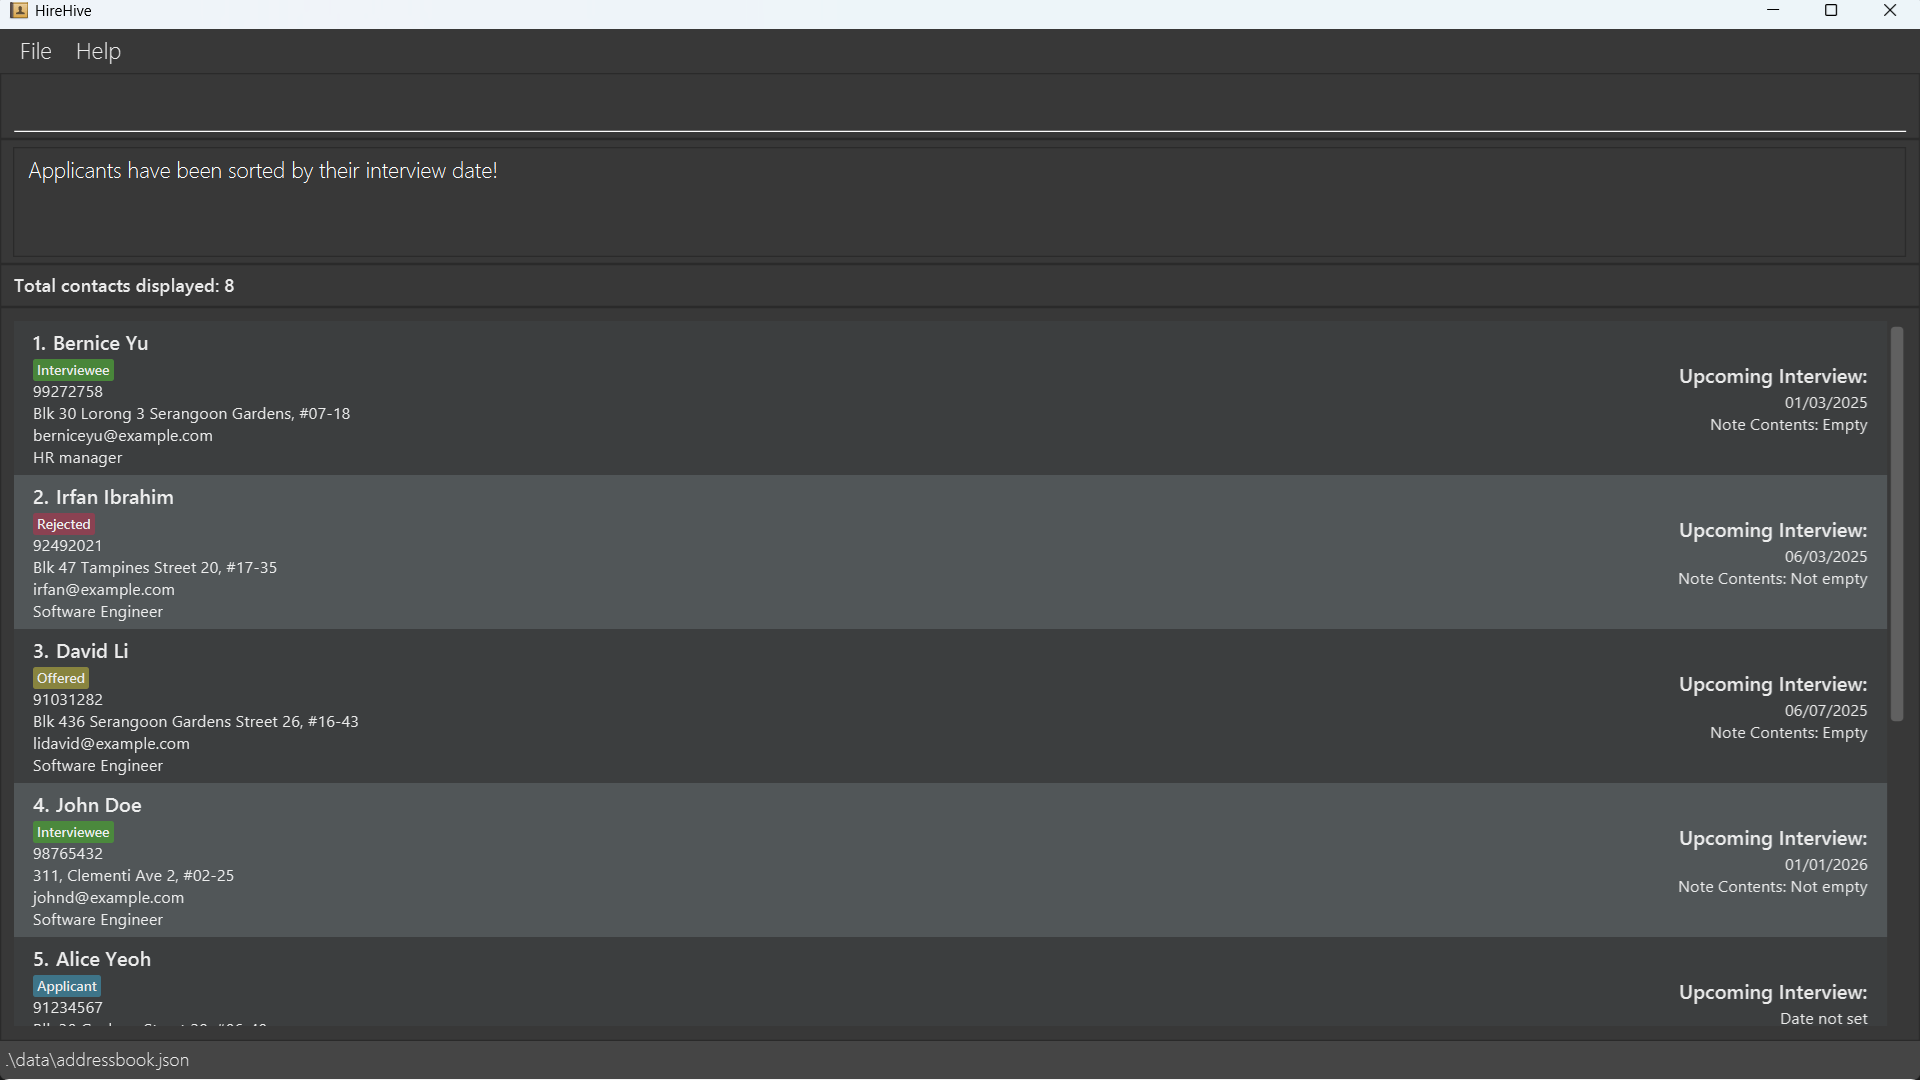 HireHive
File Help
Applicants have been sorted by their interview date!
Total contacts displayed: 8
1. Bernice Yu
Interviewee
99272758
Blk 30 Lorong 3 Serangoon Gardens, #07-18
berniceyu@example.com
HR manager
Upcoming Interview:
01/03/2025
Note Contents: Empty
2. Irfan Ibrahim
Rejected
92492021
Blk 47 Tampines Street 20, #17-35
irfan@example.com
Software Engineer
Upcoming Interview:
06/03/2025
Note Contents: Not empty
3. David Li
Offered
91031282
Blk 436 Serangoon Gardens Street 26, #16-43
lidavid@example.com
Software Engineer
Upcoming Interview:
06/07/2025
Note Contents: Empty
4. John Doe
Interviewee
98765432
311, Clementi Ave 2, #02-25
johnd@example.com
Software Engineer
Upcoming Interview:
01/01/2026
Note Contents: Not empty
5. Alice Yeoh
Applicant
91234567
Upcoming Interview:
Date not set
.\data\addressbook.json